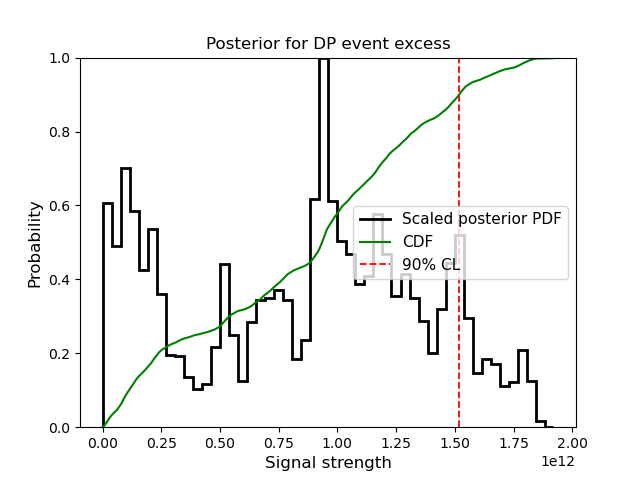 Posterior for DP event excess
Probability
1.0
0.8
0.6
0.4
0.2
0.0
Scaled posterior PDF
CDF
90% CL
0.00 0.25 0.50 0.75 1.00 1.25 1.50 1.75 2.00
1e12
Signal strength